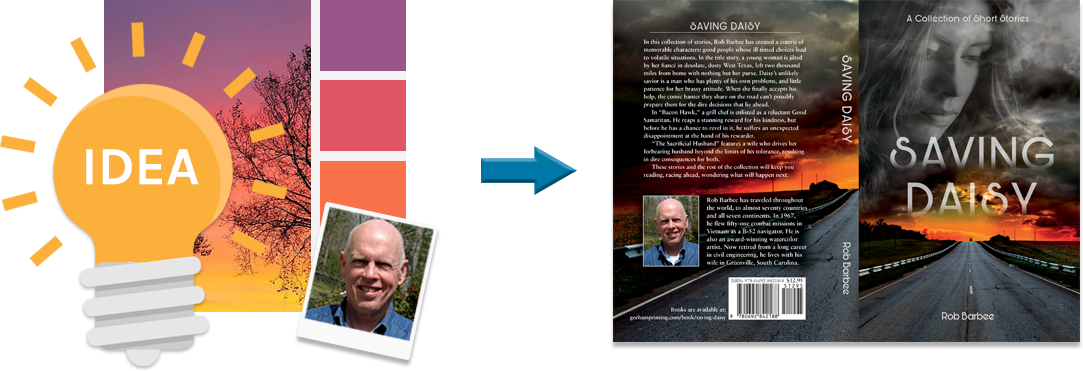 IDEA
SAVING DAISY
In this collection of stories, Rob Barbee has created a coterie of
memorable characters: good people whose ill-timed choices lead
to volatile situations. In the title story, a young woman is jilted
by her fiancé in desolate, dusty West Texas, left two thousand
miles from home with nothing but her purse. Daisy's unlikely
savior is a man who has plenty of his own problems, and little
patience for her brassy attitude. When she finally accepts his
help, the comic banter they share on the road can't possibly
prepare them for the dire decisions that lie ahead.
In "Bacon Hawk," a grill chef is enlisted as a reluctant Good
Samaritan. He reaps a stunning reward for his kindness, but
before he has a chance to revel in it, he suffers an unexpected
disappointment at the hand of his rewarder.
"The Sacrificial Husband" features a wife who drives her
forbearing husband beyond the limits of his tolerance, resulting
in dire consequences for both.
These stories and the rest of the collection will keep you
reading, racing ahead, wondering what will happen next.
Rob Barbee has traveled throughout
the world, to almost seventy countries
and all seven continents. In 1967,
he flew fifty-one combat missions in
Vietnam as a B-52 navigator. He is
also an award-winning watercolor
artist. Now retired from a long career
in civil engineering, he lives with his
wife in Greenville, South Carolina.
ISBN: 978-0-692-84218-8 $12.95
51295
9 780692 842188
Books are available at:
gorhamprinting.com/book/saving-daisy
SAVING DAISY
Rob Barbee
A Collection of Short Stories
SAVING
DAISY
Rob Barbee